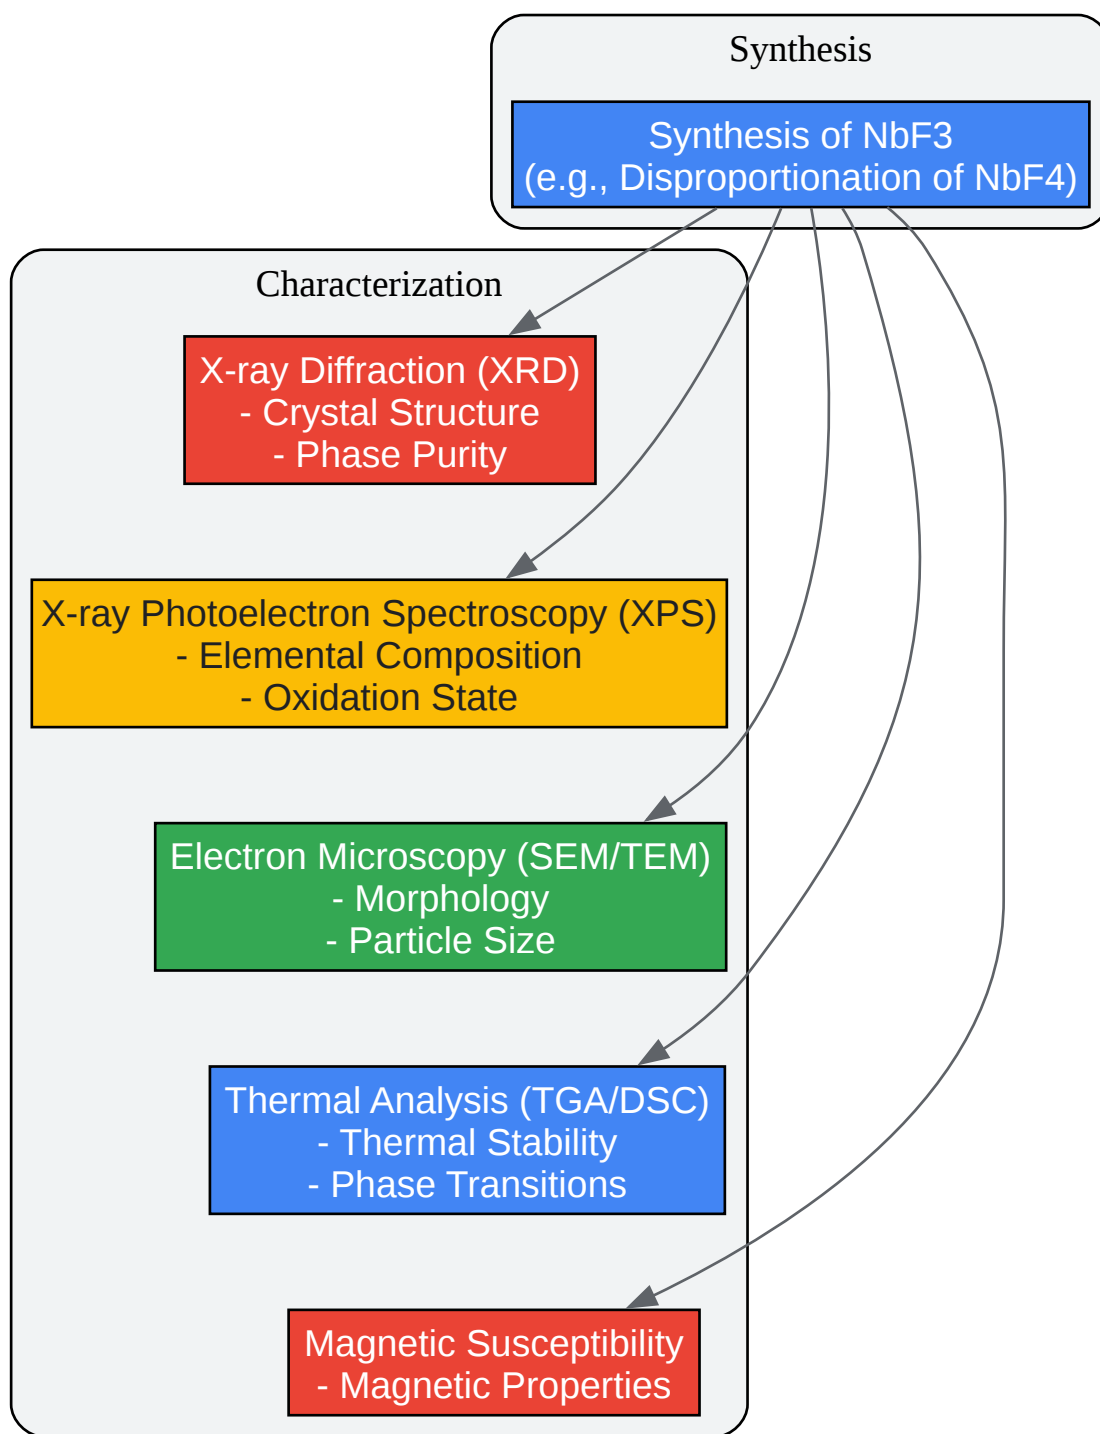 Synthesis
Synthesis of NbF3
(e.g., Disproportionation of NbF4)
Characterization
X-ray Diffraction (XRD)
- Crystal Structure
- Phase Purity
X-ray Photoelectron Spectroscopy (XPS)
- Elemental Composition
- Oxidation State
Electron Microscopy (SEM/TEM)
- Morphology
- Particle Size
Thermal Analysis (TGA/DSC)
- Thermal Stability
- Phase Transitions
Magnetic Susceptibility
- Magnetic Properties